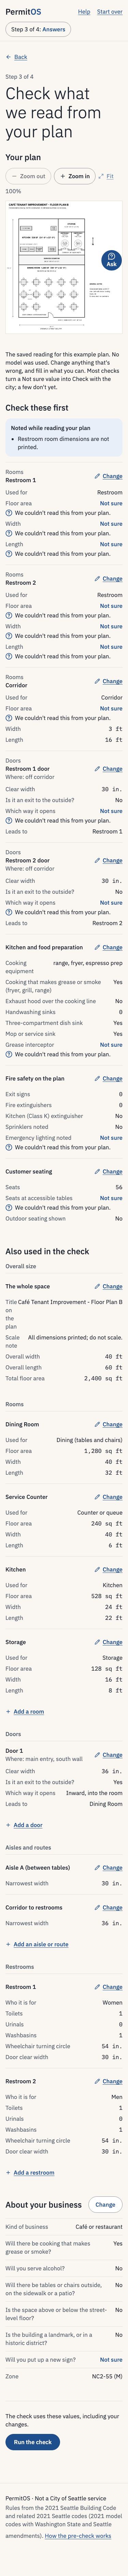 PermitOS
Help
Start over
Step 3 of 4: Answers
Back
Step 3 of 4
Check what
we read from
your plan
Your plan
Zoom out
Zoom in
Fit
100%
Ask
The saved reading for this example plan. No
model was used. Change anything that's
wrong, and leave the rest as you go. Most checks
turn a Not sure value into Check with the
city; a few don't yet.
Check these first
Noted while reading your plan
Restroom room dimensions are not
printed.
Rooms
Restroom 1
Change
Used for Restroom
Floor area Not sure
We couldn't read this from your plan.
Width Not sure
We couldn't read this from your plan.
Length Not sure
We couldn't read this from your plan.
Rooms
Restroom 2
Change
Used for Restroom
Floor area Not sure
We couldn't read this from your plan.
Width Not sure
We couldn't read this from your plan.
Length Not sure
We couldn't read this from your plan.
Rooms
Corridor
Change
Used for Corridor
Floor area Not sure
We couldn't read this from your plan.
Width 3 ft
Length 16 ft
Doors
Restroom 1 door
Where: off corridor
Change
Clear width 30 in.
Is it an exit to the outside? No
Which way it opens Not sure
We couldn't read this from your plan.
Leads to Restroom 1
Doors
Restroom 2 door
Where: off corridor
Change
Clear width 30 in.
Is it an exit to the outside? No
Which way it opens Not sure
We couldn't read this from your plan.
Leads to Restroom 2
Kitchen and food preparation
Change
Cooking
equipment
range, fryer, espresso prep
Cooking that makes grease or smoke
(fryer, grill, range)
Yes
Exhaust hood over the cooking line No
Handwashing sinks 0
Three-compartment dish sink Yes
Mop or service sink Yes
Grease interceptor Not sure
We couldn't read this from your plan.
Fire safety on the plan
Change
Exit signs 0
Fire extinguishers 0
Kitchen (Class K) extinguisher No
Sprinklers noted No
Emergency lighting noted Not sure
We couldn't read this from your plan.
Customer seating
Change
Seats 56
Seats at accessible tables Not sure
We couldn't read this from your plan.
Outdoor seating shown No
Also used in the check
Overall size
The whole space
Change
Title
on
the
plan
Café Tenant Improvement - Floor Plan B
Scale
note
All dimensions printed; do not scale.
Overall width 40 ft
Overall length 60 ft
Total floor area 2,400 sq ft
Rooms
Dining Room
Change
Used for Dining (tables and chairs)
Floor area 1,280 sq ft
Width 40 ft
Length 32 ft
Service Counter
Change
Used for Counter or queue
Floor area 240 sq ft
Width 40 ft
Length 6 ft
Kitchen
Change
Used for Kitchen
Floor area 528 sq ft
Width 24 ft
Length 22 ft
Storage
Change
Used for Storage
Floor area 128 sq ft
Width 16 ft
Length 8 ft
Add a room
Doors
Door 1
Where: main entry, south wall
Change
Clear width 36 in.
Is it an exit to the outside? Yes
Which way it opens Inward, into the room
Leads to Dining Room
Add a door
Aisles and routes
Aisle A (between tables)
Change
Narrowest width 30 in.
Corridor to restrooms
Change
Narrowest width 36 in.
Add an aisle or route
Restrooms
Restroom 1
Change
Who it is for Women
Toilets 1
Urinals 0
Washbasins 1
Wheelchair turning circle 54 in.
Door clear width 30 in.
Restroom 2
Change
Who it is for Men
Toilets 1
Urinals 0
Washbasins 1
Wheelchair turning circle 54 in.
Door clear width 30 in.
Add a restroom
About your business
Change
Kind of business Café or restaurant
Will there be cooking that makes
grease or smoke?
Yes
Will you serve alcohol? No
Will there be tables or chairs outside,
on the sidewalk or a patio?
No
Is the space above or below the street-
level floor?
No
Is the building a landmark, or in a
historic district?
No
Will you put up a new sign? Not sure
Zone NC2-55 (M)
The check uses these values, including your
changes.
Run the check
PermitOS · Not a City of Seattle service
Rules from the 2021 Seattle Building Code
and related 2021 Seattle codes (2021 model
codes with Washington State and Seattle
amendments). How the pre-check works